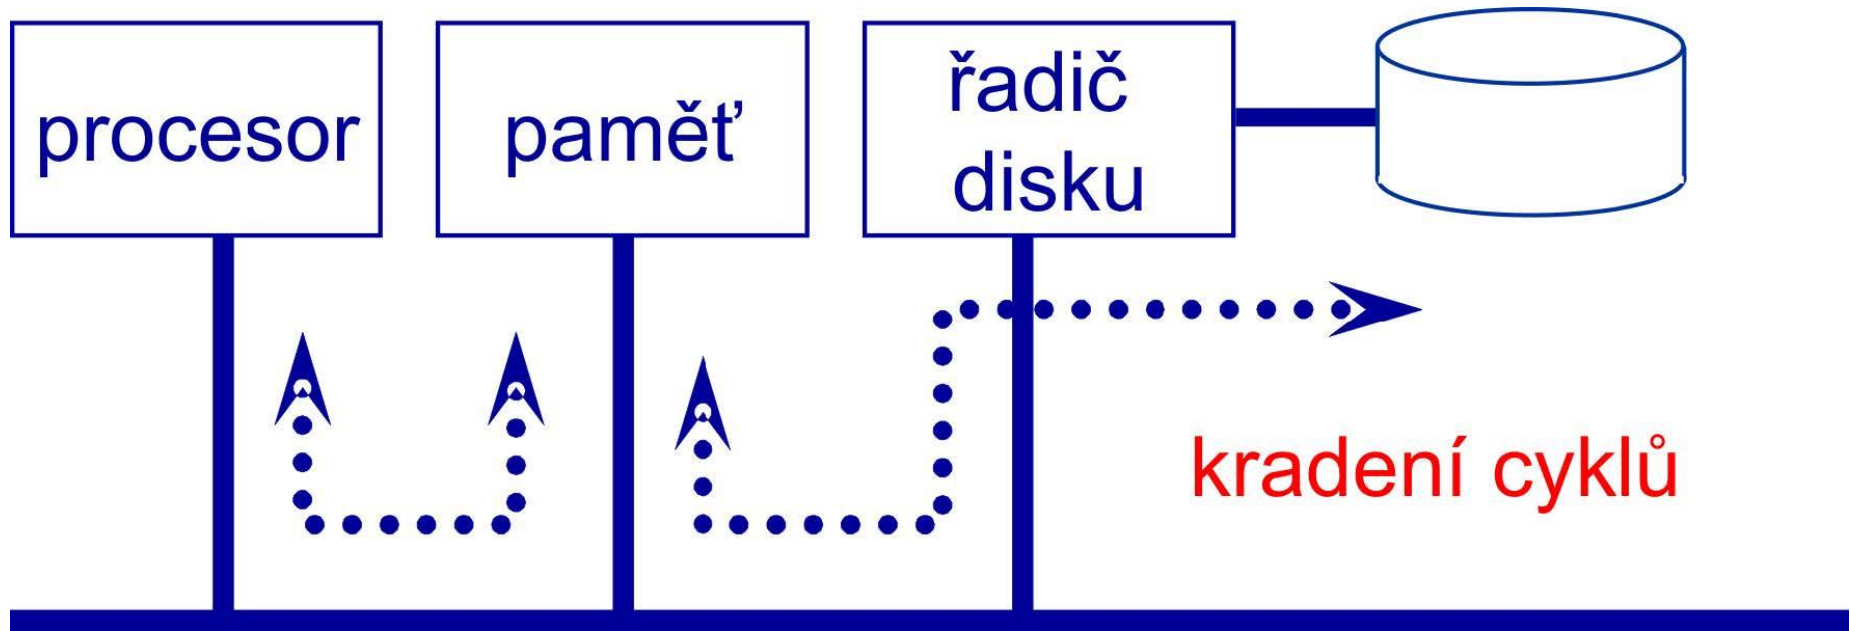 procesor
paměť
řadič
disku
kradení cyklů